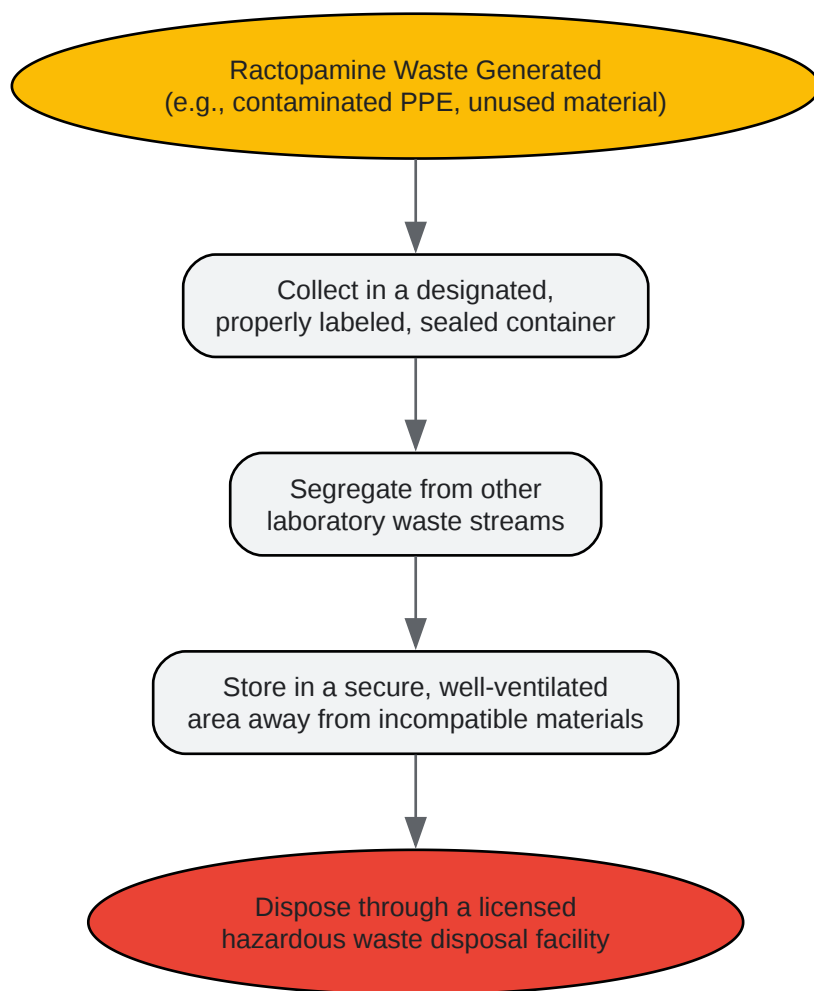 Ractopamine Waste Generated
(e.g., contaminated PPE, unused material)
Collect in a designated,
properly labeled, sealed container
Segregate from other
laboratory waste streams
Store in a secure, well-ventilated
area away from incompatible materials
Dispose through a licensed
hazardous waste disposal facility